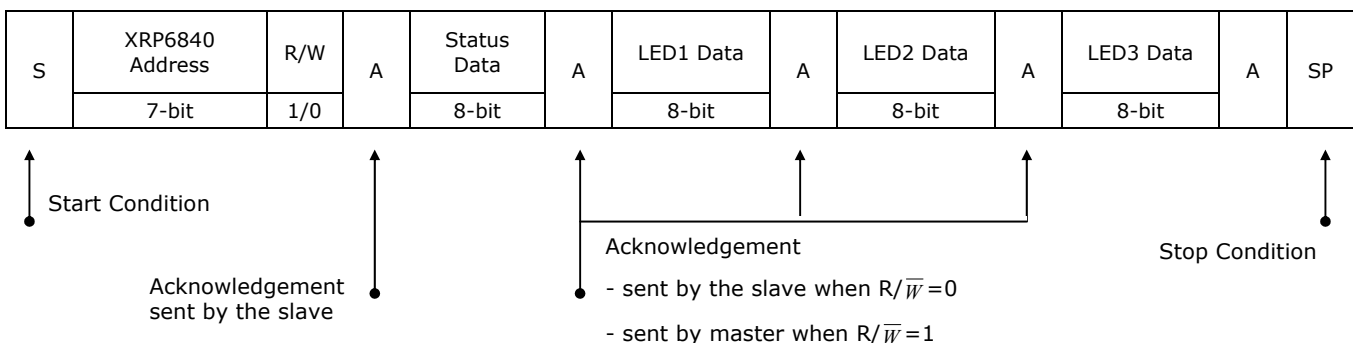 S
XRP6840 Address
7-bit
R/W
1/0
A
Status Data
8-bit
A
LED1 Data
8-bit
A
LED2 Data
8-bit
A
LED3 Data
8-bit
A
SP
Start Condition
Acknowledgement
sent by the slave
Acknowledgement
- sent by the slave when R/W̅=0
- sent by master when R/W̅=1
Stop Condition